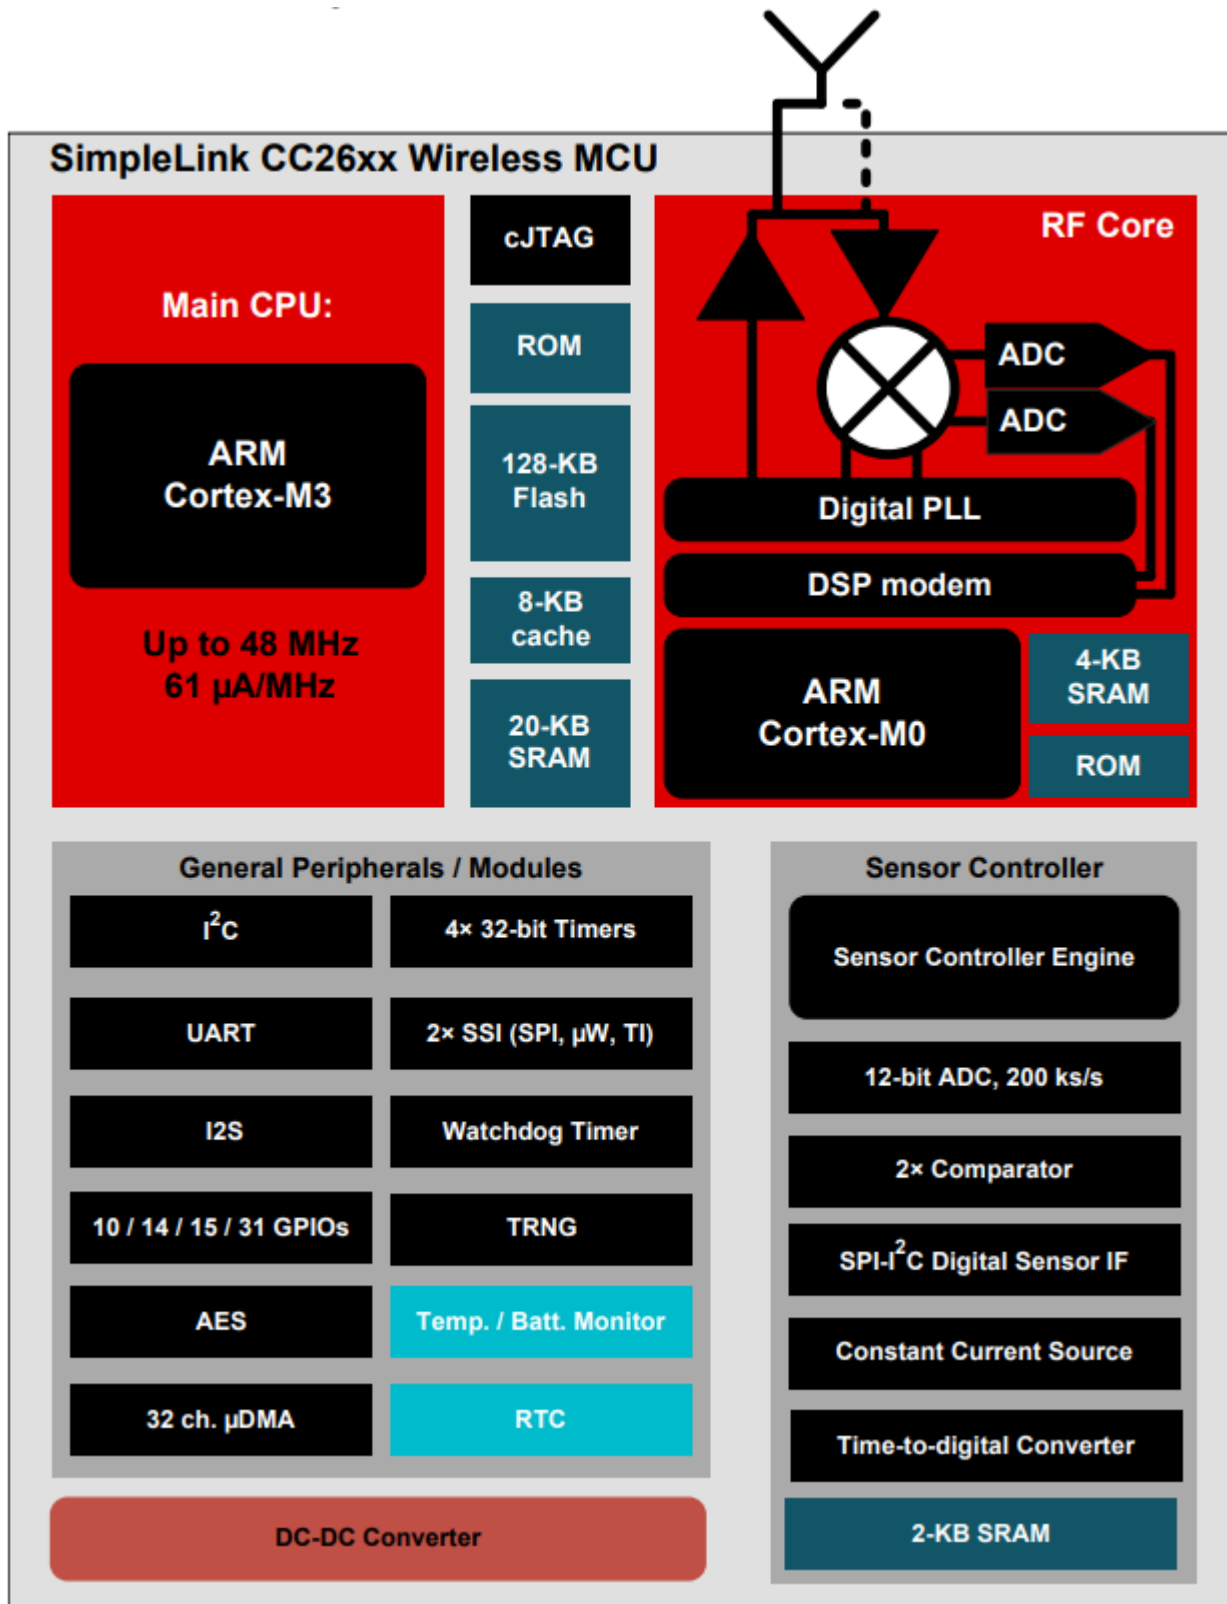 SimpleLink CC26xx Wireless MCU
Main CPU:
ARM
Cortex-M3
Up to 48 MHz
61 µA/MHz
cJTAG
ROM
128-KB
Flash
8-KB
cache
20-KB
SRAM
RF Core
ADC
ADC
Digital PLL
DSP modem
ARM
Cortex-M0
4-KB
SRAM
ROM
General Peripherals / Modules
I²C
4× 32-bit Timers
UART
2× SSI (SPI, µW, TI)
I2S
Watchdog Timer
10 / 14 / 15 / 31 GPIOs
TRNG
AES
Temp. / Batt. Monitor
32 ch. µDMA
RTC
DC-DC Converter
Sensor Controller
Sensor Controller Engine
12-bit ADC, 200 ks/s
2× Comparator
SPI-I²C Digital Sensor IF
Constant Current Source
Time-to-digital Converter
2-KB SRAM